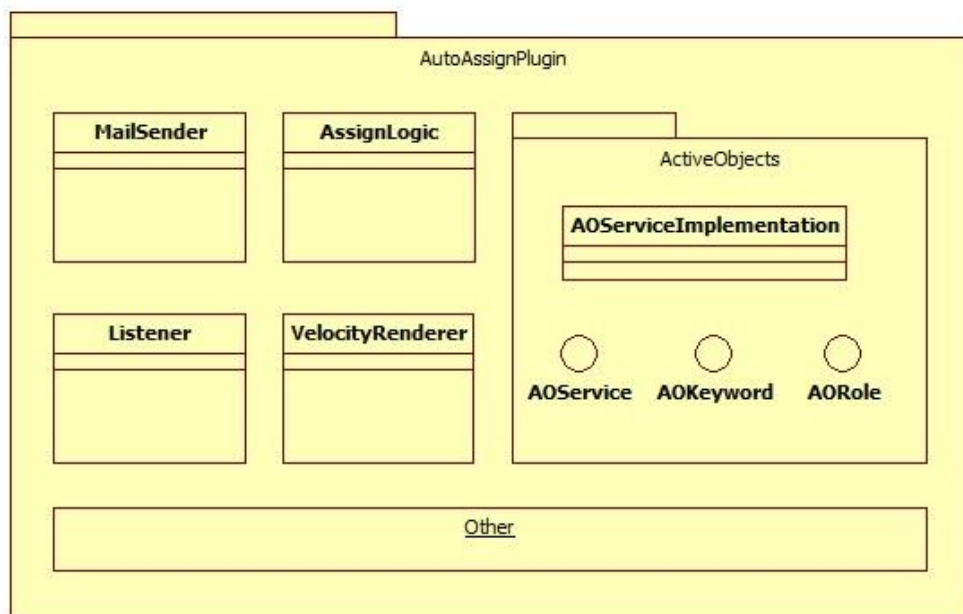 AutoAssignPlugin
MailSender
AssignLogic
ActiveObjects
AOServiceImplementation
Listener
VelocityRenderer
AOService
AOKeyword
AORole
Other